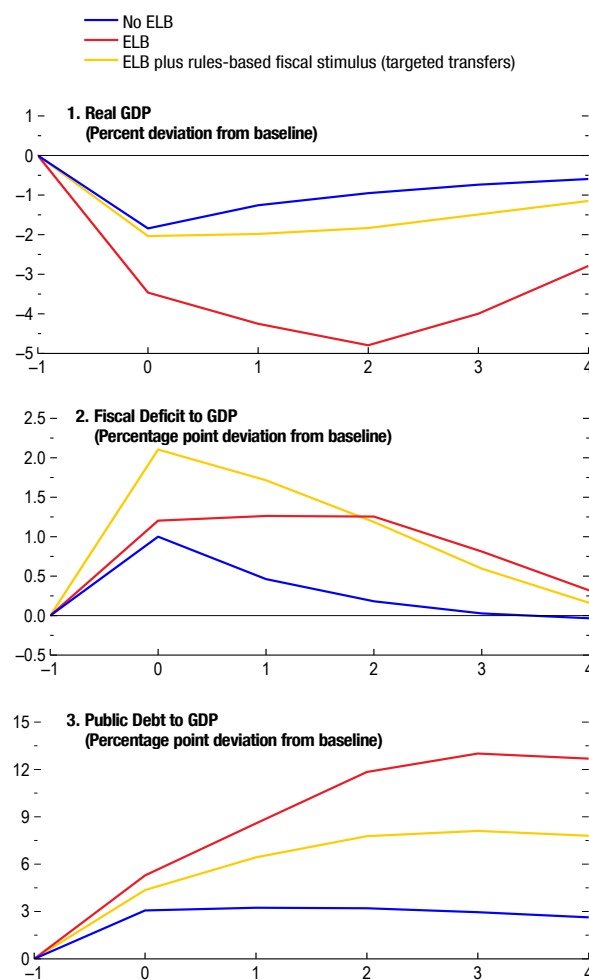 No ELB
ELB
ELB plus rules-based fiscal stimulus (targeted transfers)
1. Real GDP
(Percent deviation from baseline)
1
0
–1
–2
–3
–4
–5
–1 0 1 2 3 4
2. Fiscal Deficit to GDP
(Percentage point deviation from baseline)
2.5
2.0
1.5
1.0
0.5
0.0
–0.5
–1 0 1 2 3 4
3. Public Debt to GDP
(Percentage point deviation from baseline)
15
12
9
6
3
0
–1 0 1 2 3 4